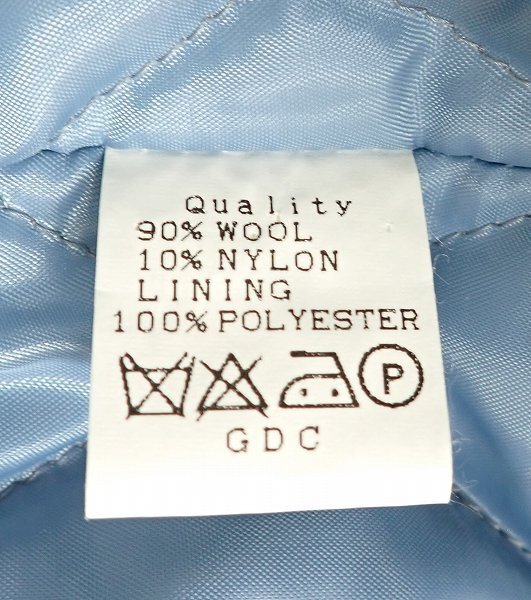 Quality
90% WOOL
10% NYLON
LINING
100% POLYESTER
P
GDC